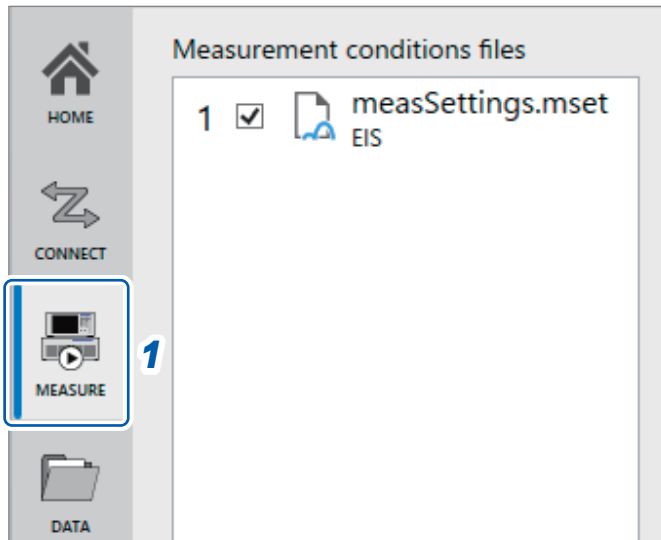 HOME
CONNECT
MEASURE
DATA
1
Measurement conditions files
1 measSettings.mset
EIS